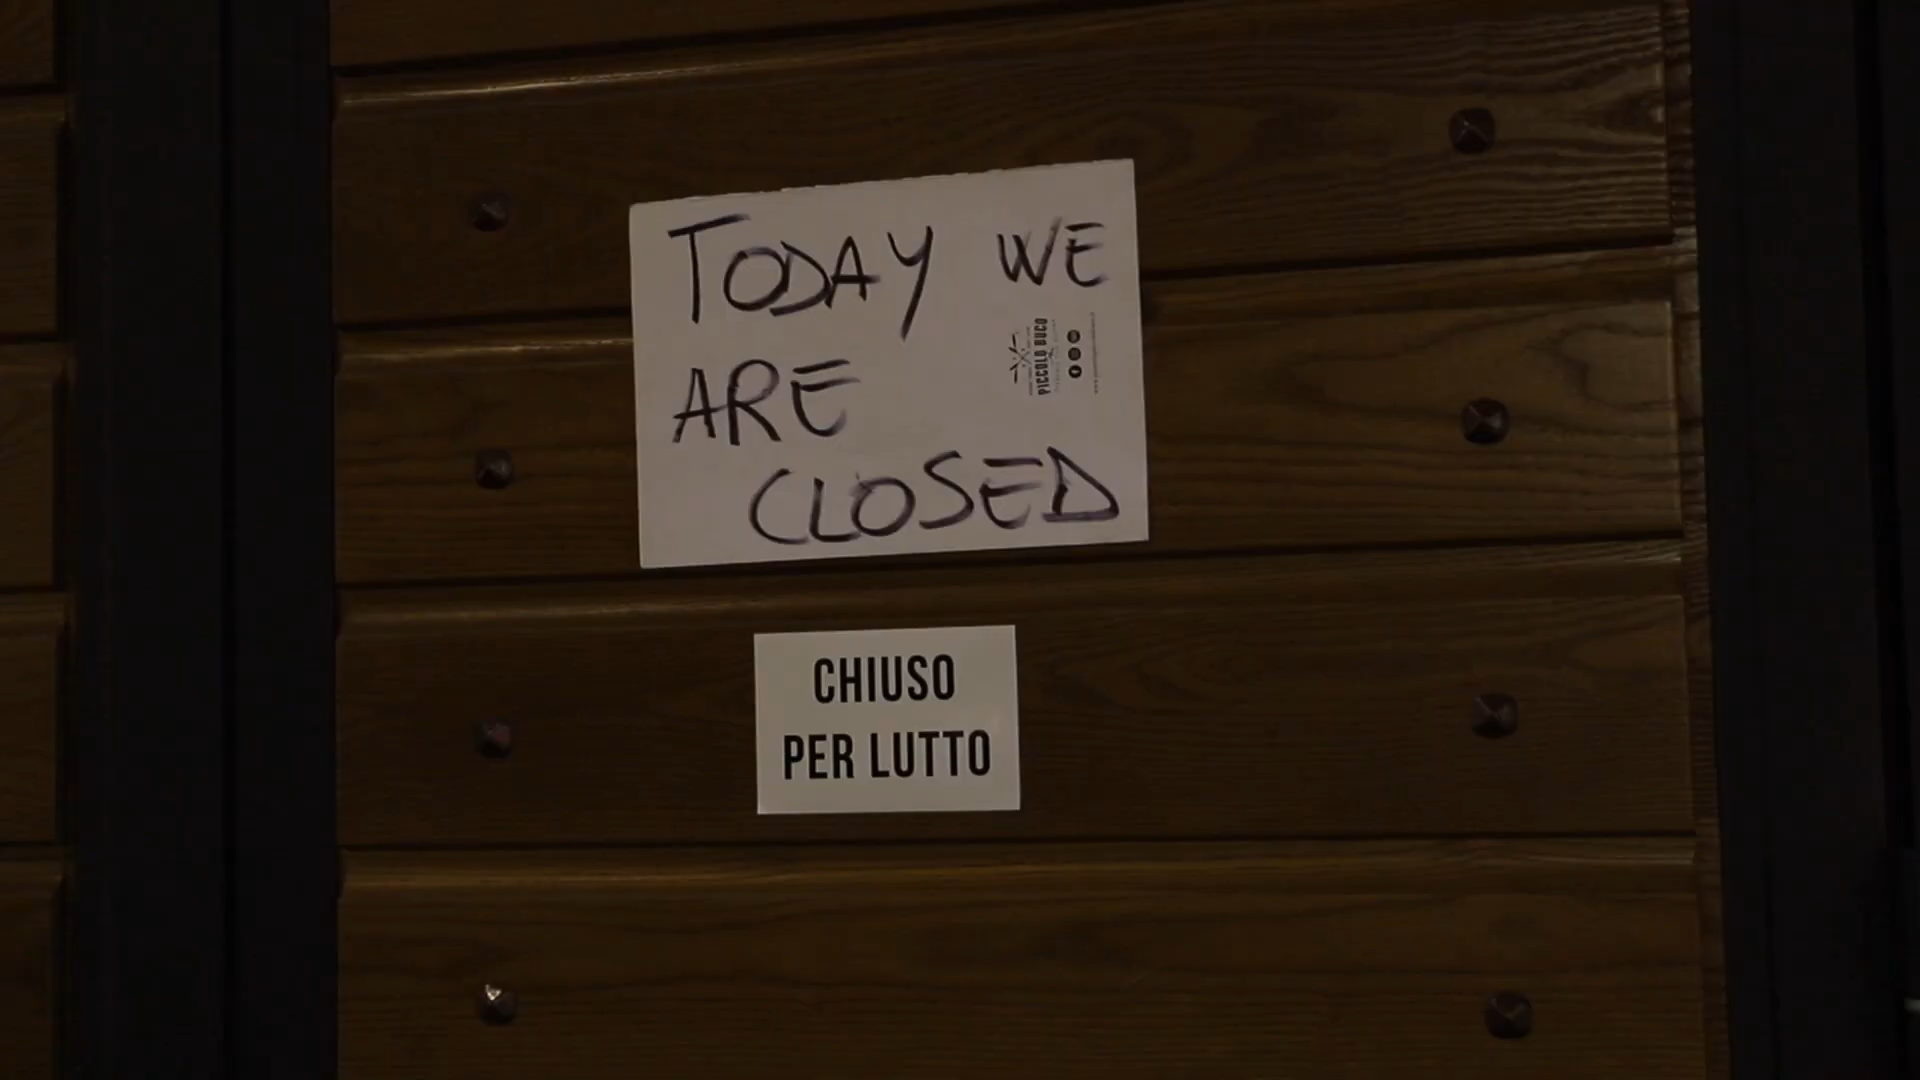 TODAY WE
PICCOLO BUCO
ARE
CLOSED
CHIUSO
PER LUTTO